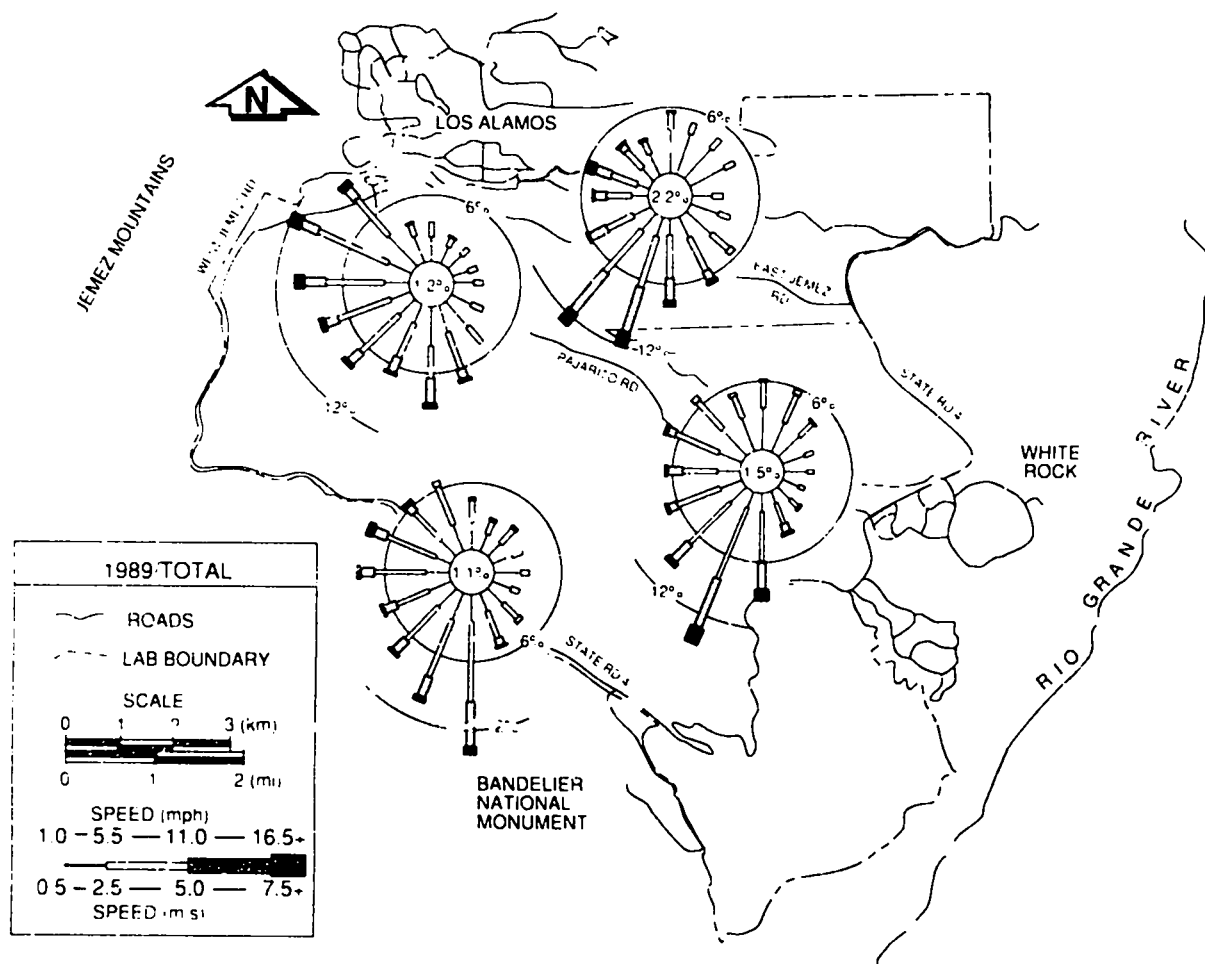 N
LOS ALAMOS
JEMEZ MOUNTAINS
6%
2.2%
6%
1.2%
EAST JEMEZ
RD
12%
PAJARITO RD
STATE RD 4
6%
1.5%
WHITE
ROCK
12%
12%
1.1%
6%
STATE RD 4
RIO GRANDE RIVER
BANDELIER
NATIONAL
MONUMENT
1989 TOTAL
ROADS
LAB BOUNDARY
SCALE
0 1 2 3 (km)
0 1 2 (mi)
SPEED (mph)
1.0 – 5.5 — 11.0 — 16.5+
0.5 – 2.5 — 5.0 — 7.5+
SPEED (m/s)